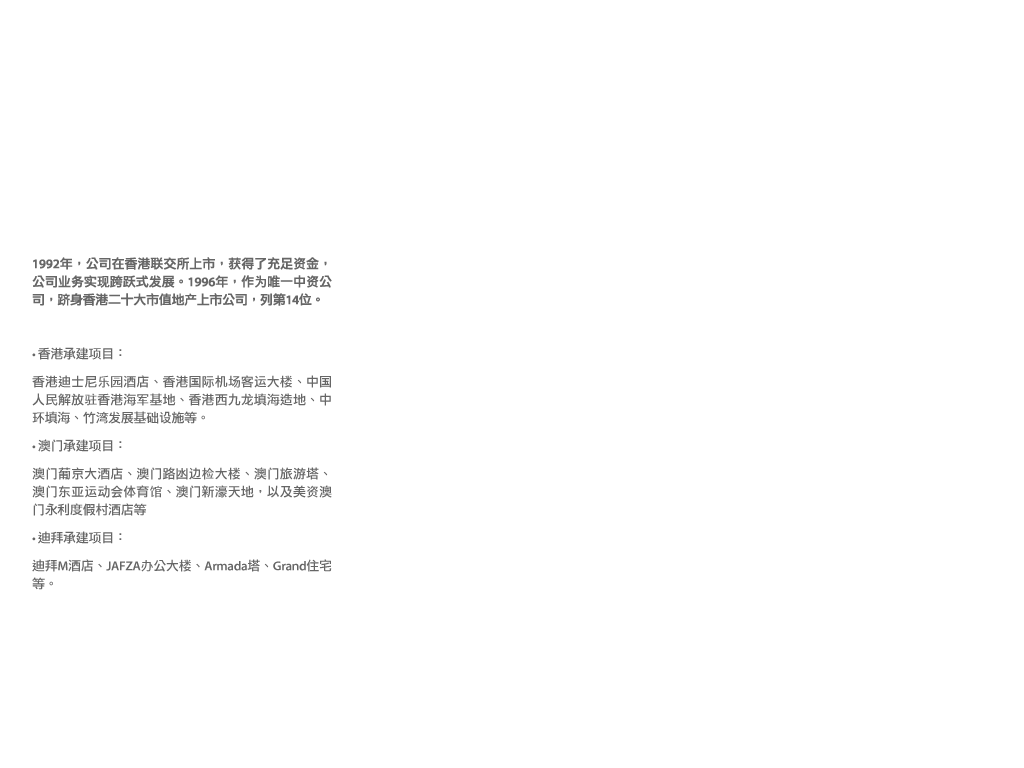 1992年，公司在香港联交所上市，获得了充足资金，
公司业务实现跨跃式发展。1996年，作为唯一中资公
司，跻身香港二十大市值地产上市公司，列第14位。
• 香港承建项目：
香港迪士尼乐园酒店、香港国际机场客运大楼、中国
人民解放驻香港海军基地、香港西九龙填海造地、中
环填海、竹湾发展基础设施等。
• 澳门承建项目：
澳门葡京大酒店、澳门路凼边检大楼、澳门旅游塔、
澳门东亚运动会体育馆、澳门新濠天地，以及美资澳
门永利度假村酒店等
• 迪拜承建项目：
迪拜M酒店、JAFZA办公大楼、Armada塔、Grand住宅
等。